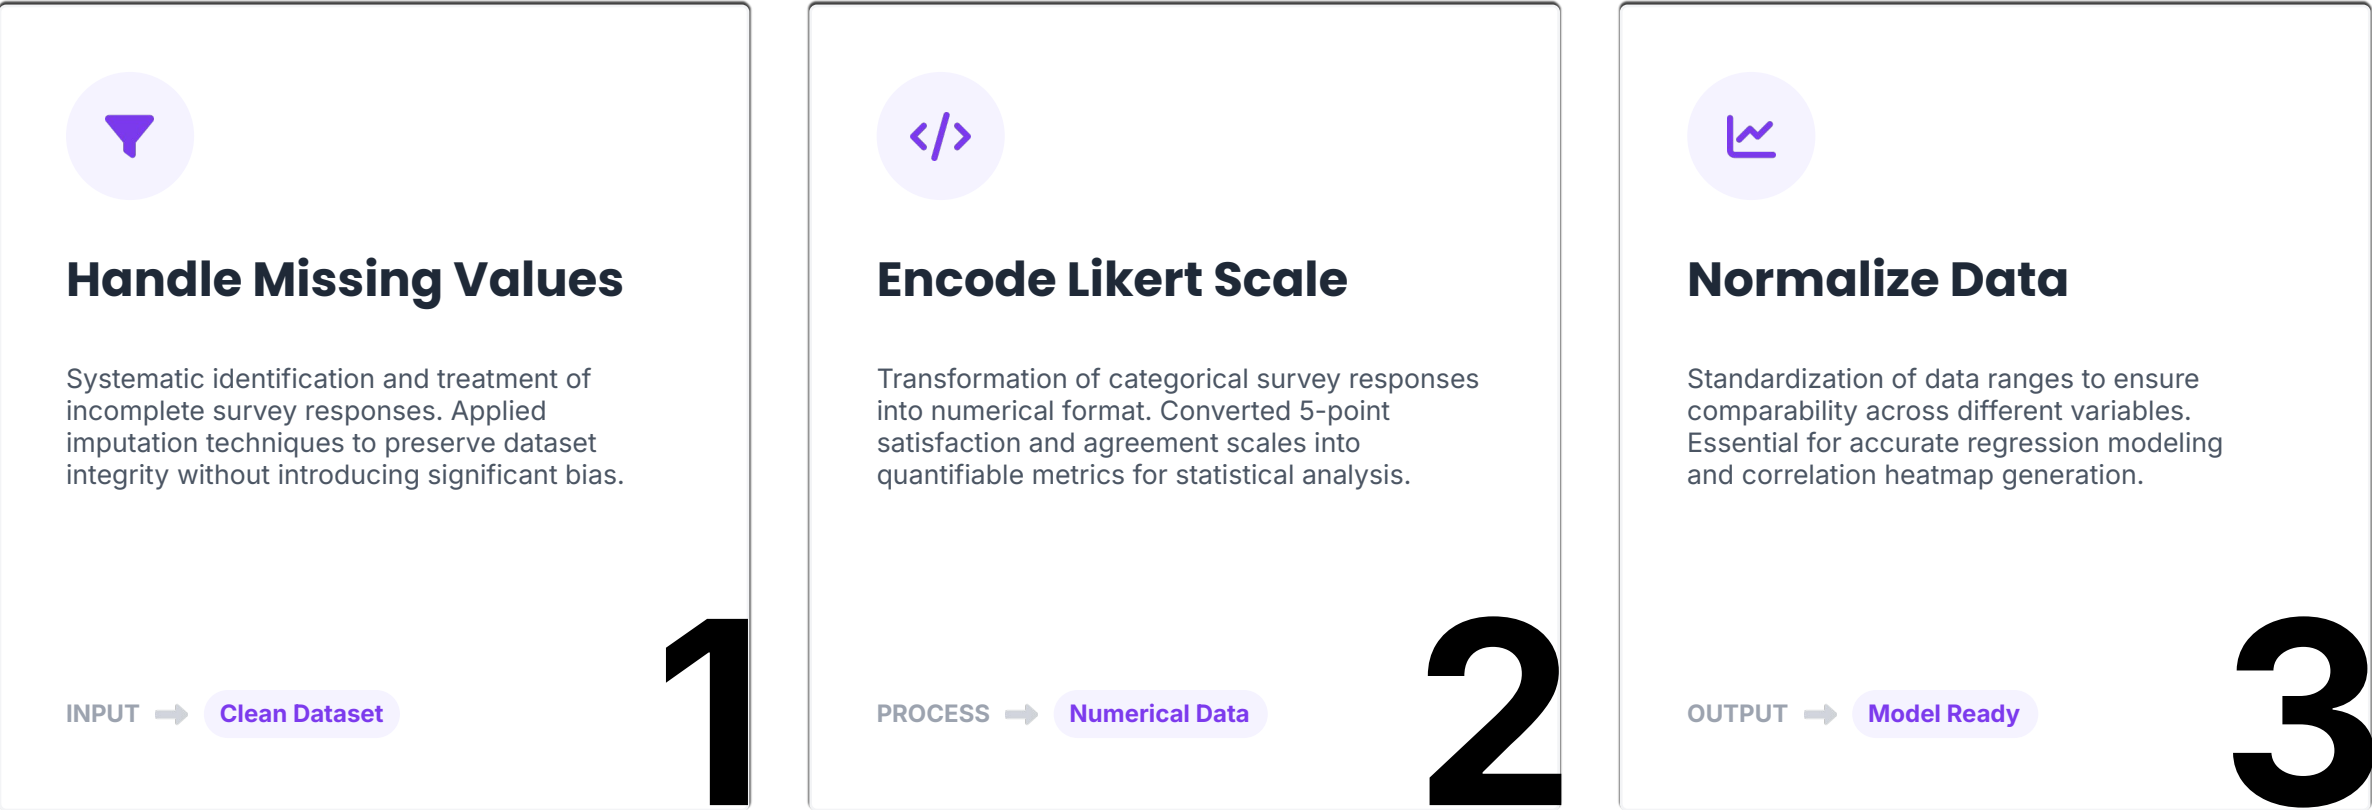 Handle Missing Values
Systematic identification and treatment of
incomplete survey responses. Applied
imputation techniques to preserve dataset
integrity without introducing significant bias.
INPUT Clean Dataset
1
Encode Likert Scale
Transformation of categorical survey responses
into numerical format. Converted 5-point
satisfaction and agreement scales into
quantifiable metrics for statistical analysis.
PROCESS Numerical Data
2
Normalize Data
Standardization of data ranges to ensure
comparability across different variables.
Essential for accurate regression modeling
and correlation heatmap generation.
OUTPUT Model Ready
3